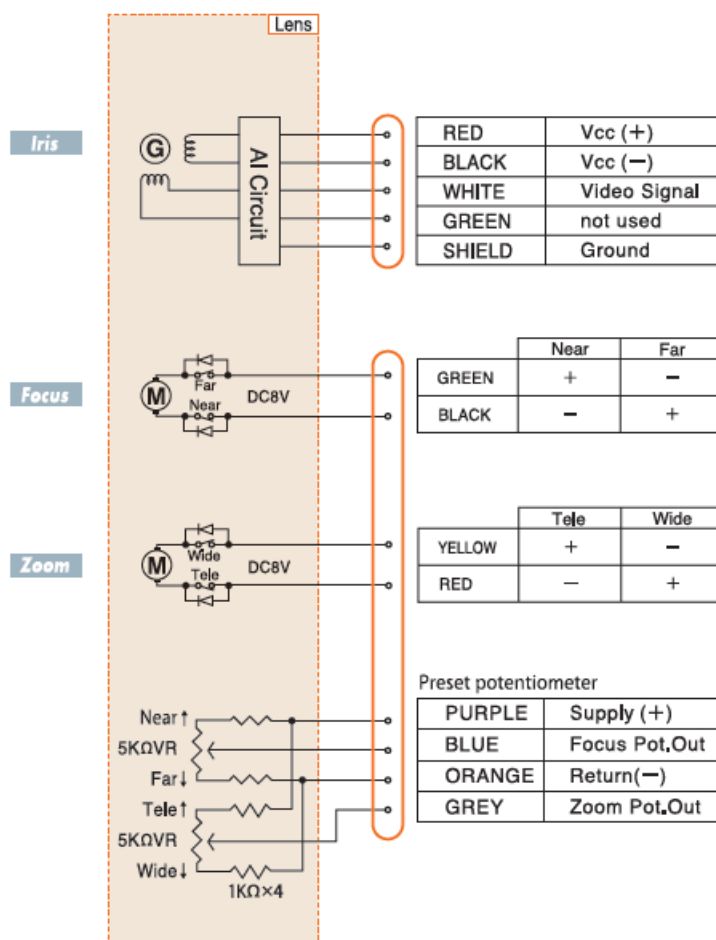 Lens
Iris
G
AI Circuit
RED Vcc (+)
BLACK Vcc (−)
WHITE Video Signal
GREEN not used
SHIELD Ground
Focus
M
Far
Near
DC8V
Near Far
GREEN + −
BLACK − +
Zoom
M
Wide
Tele
DC8V
Tele Wide
YELLOW + −
RED − +
Preset potentiometer
PURPLE Supply (+)
BLUE Focus Pot.Out
ORANGE Return(−)
GREY Zoom Pot.Out
Near↑
5KΩVR
Far↓
Tele↑
5KΩVR
Wide↓
1KΩ×4